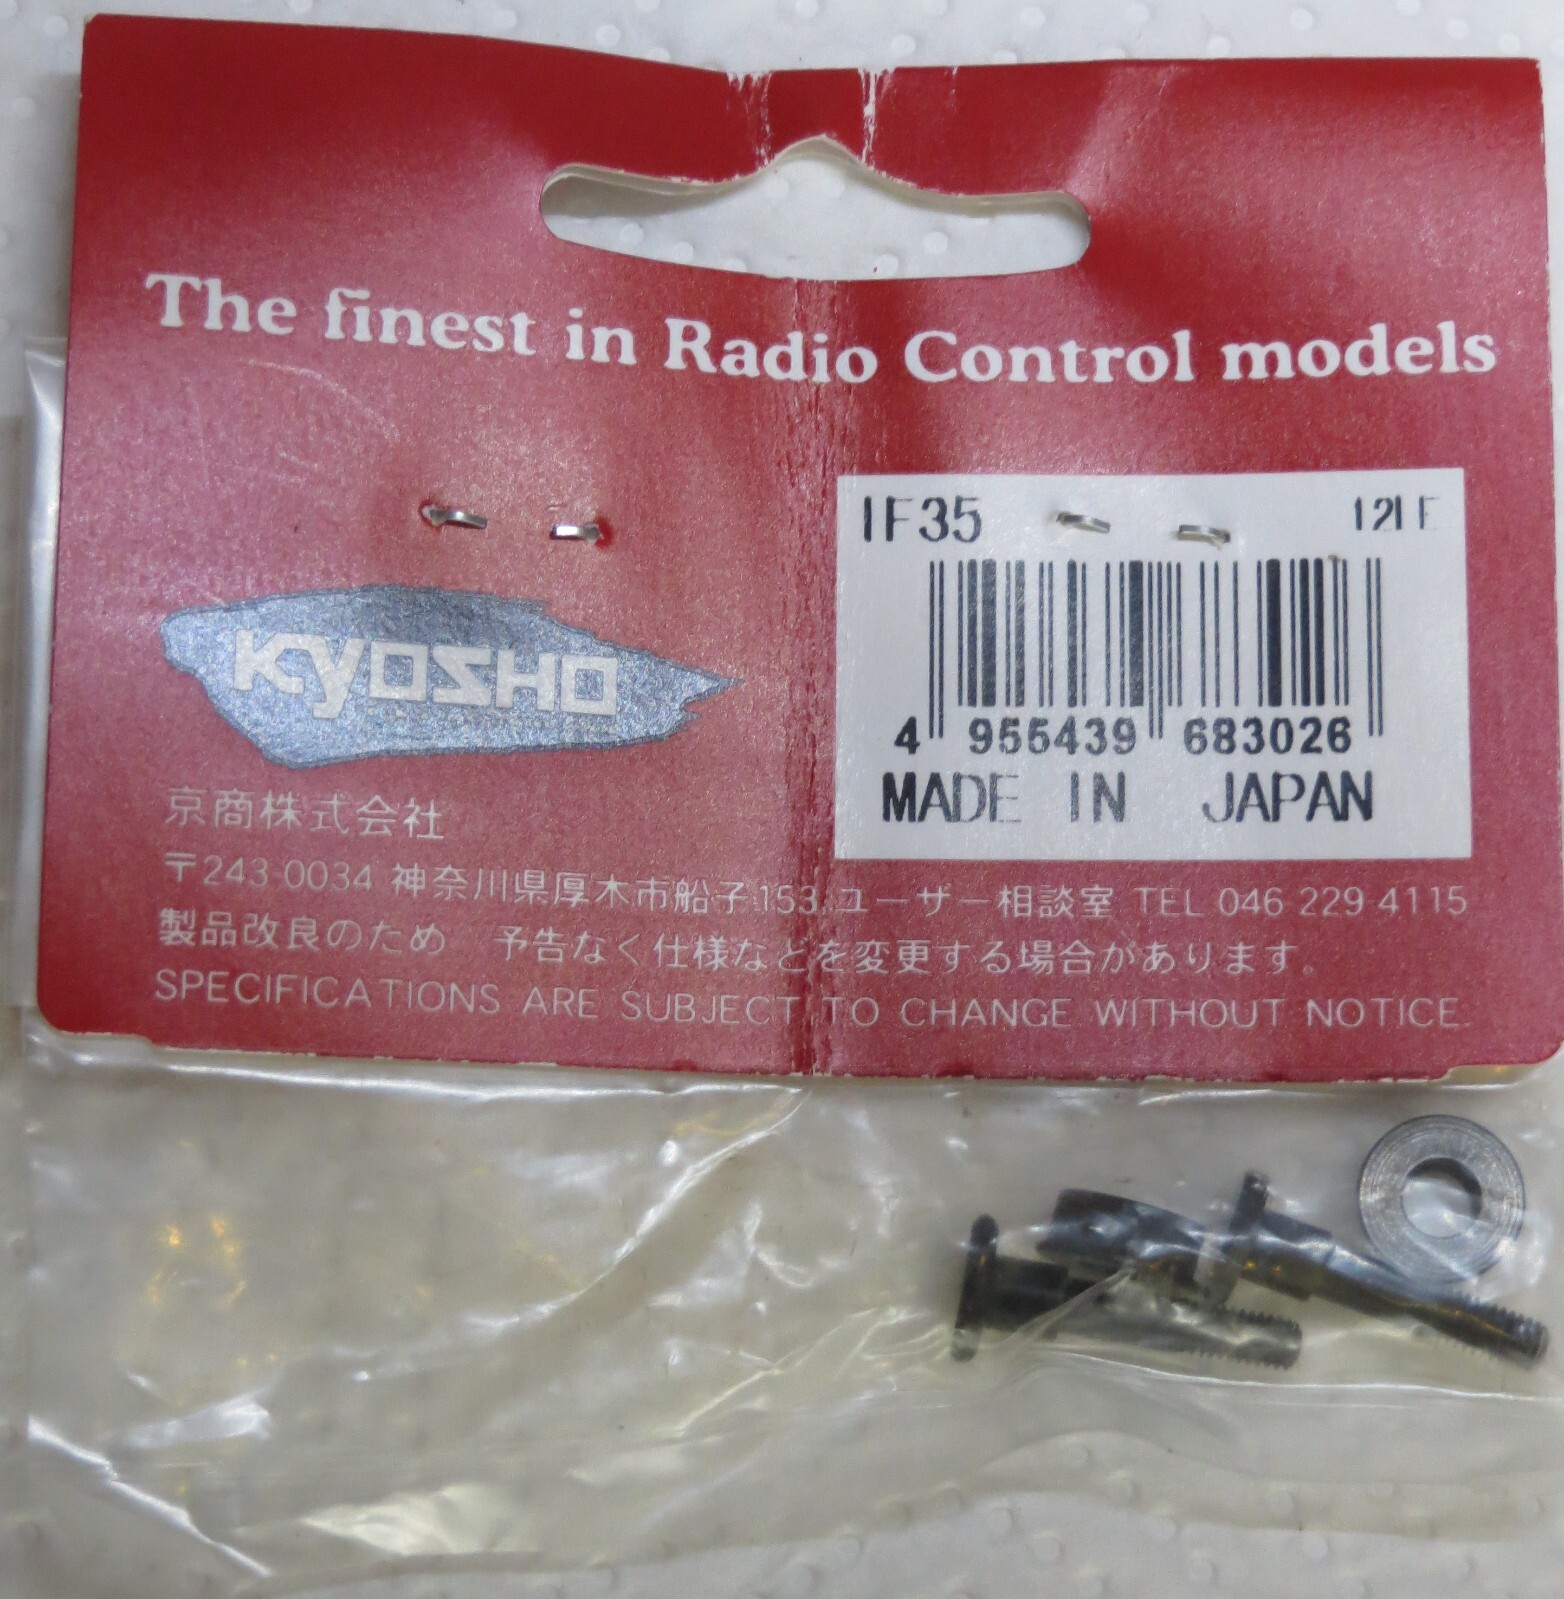 The finest in Radio Control models
IF35
121E
KYOSHO
4 955439 683026
MADE IN JAPAN
京商株式会社
〒243-0034 神奈川県厚木市船子153 ユーザー相談室 TEL 046 229 4115
製品改良のため 予告なく仕様などを変更する場合があります。
SPECIFICATIONS ARE SUBJECT TO CHANGE WITHOUT NOTICE.